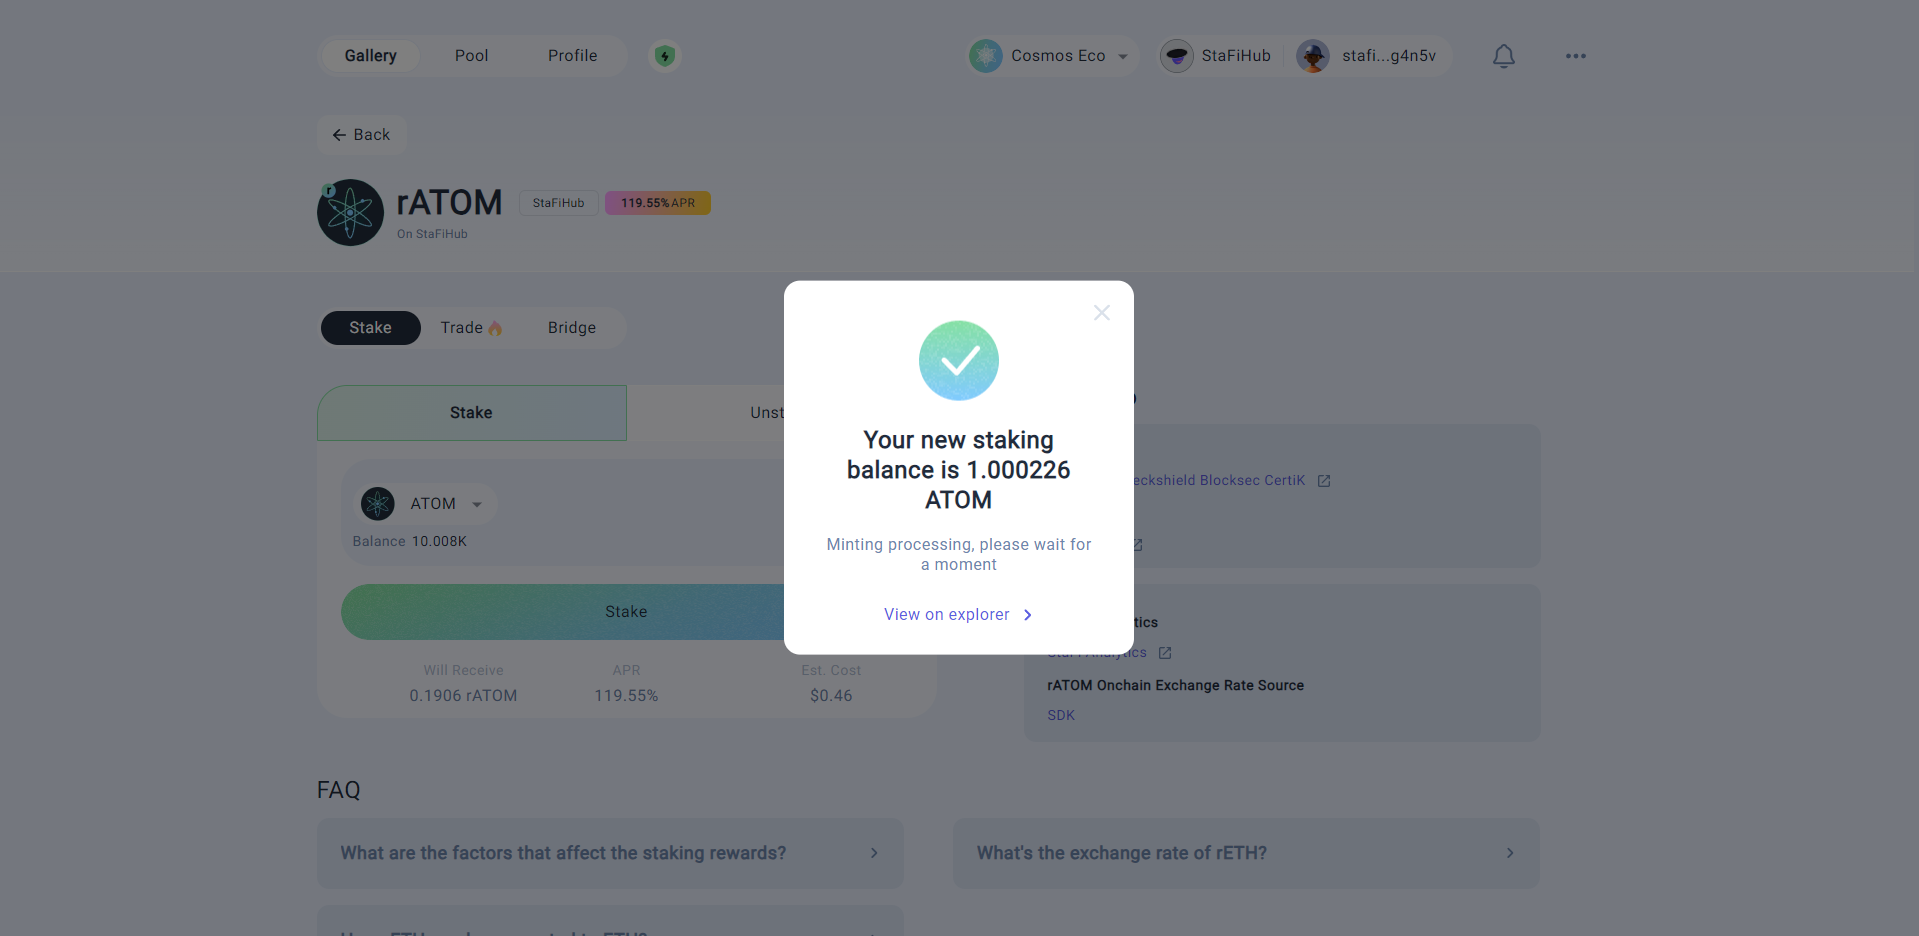 Gallery
Pool
Profile
Cosmos Eco
StaFiHub
stafi...g4n5v
Back
r
rATOM
StaFiHub
119.55% APR
On StaFiHub
Stake
Trade
Bridge
Stake
ATOM
Balance 10.008K
Stake
Will Receive
APR
Est. Cost
0.1906 rATOM
119.55%
$0.46
Your new staking
balance is 1.000226
ATOM
Minting processing, please wait for
a moment
View on explorer
Blocksec CertiK
rATOM Onchain Exchange Rate Source
SDK
FAQ
What are the factors that affect the staking rewards?
What's the exchange rate of rETH?